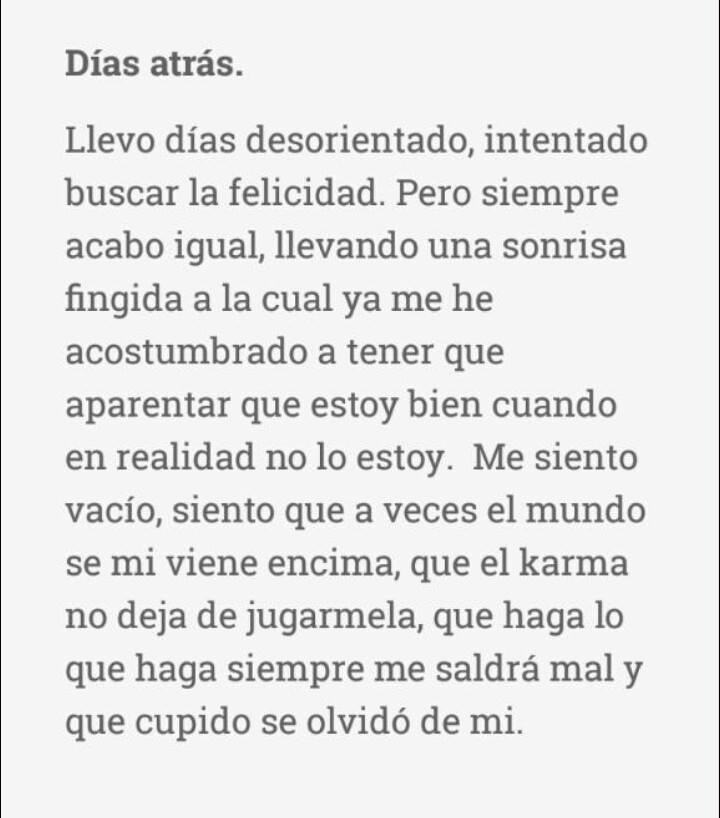 Días atrás.
Llevo días desorientado, intentado
buscar la felicidad. Pero siempre
acabo igual, llevando una sonrisa
fingida a la cual ya me he
acostumbrado a tener que
aparentar que estoy bien cuando
en realidad no lo estoy.  Me siento
vacío, siento que a veces el mundo
se mi viene encima, que el karma
no deja de jugarmela, que haga lo
que haga siempre me saldrá mal y
que cupido se olvidó de mi.